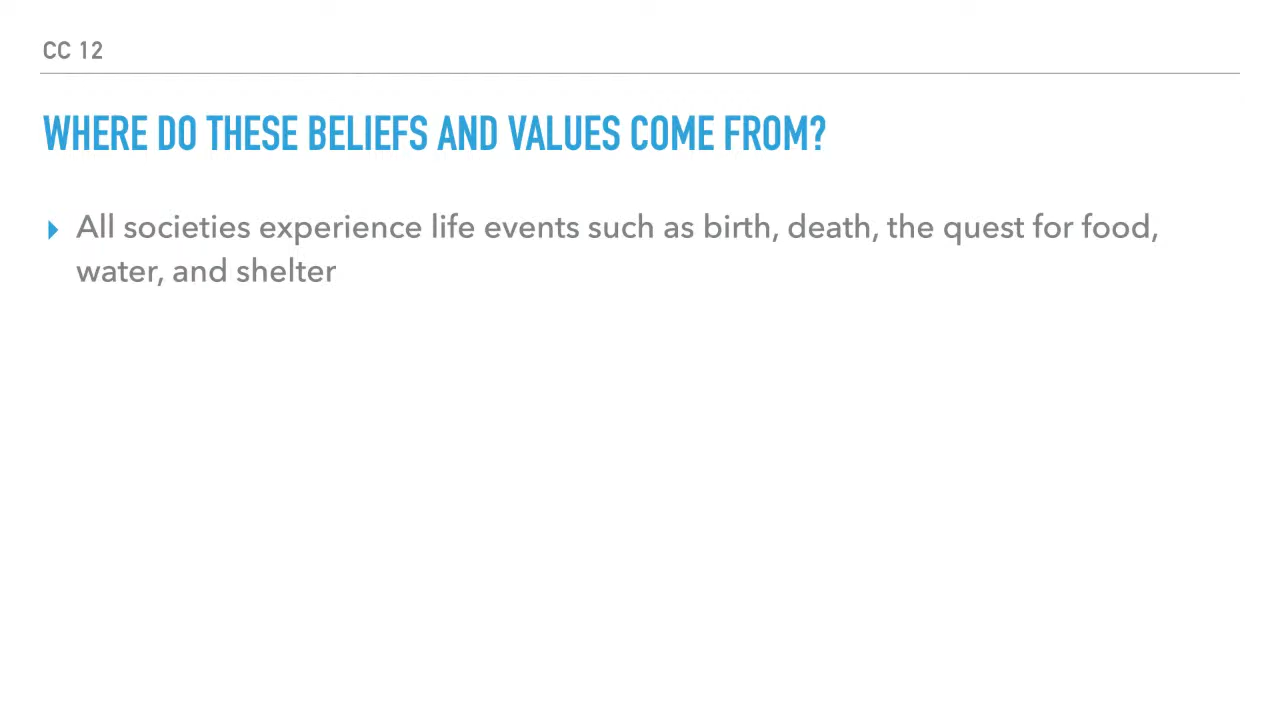 CC 12
WHERE DO THESE BELIEFS AND VALUES COME FROM?
All societies experience life events such as birth, death, the quest for food,
water, and shelter